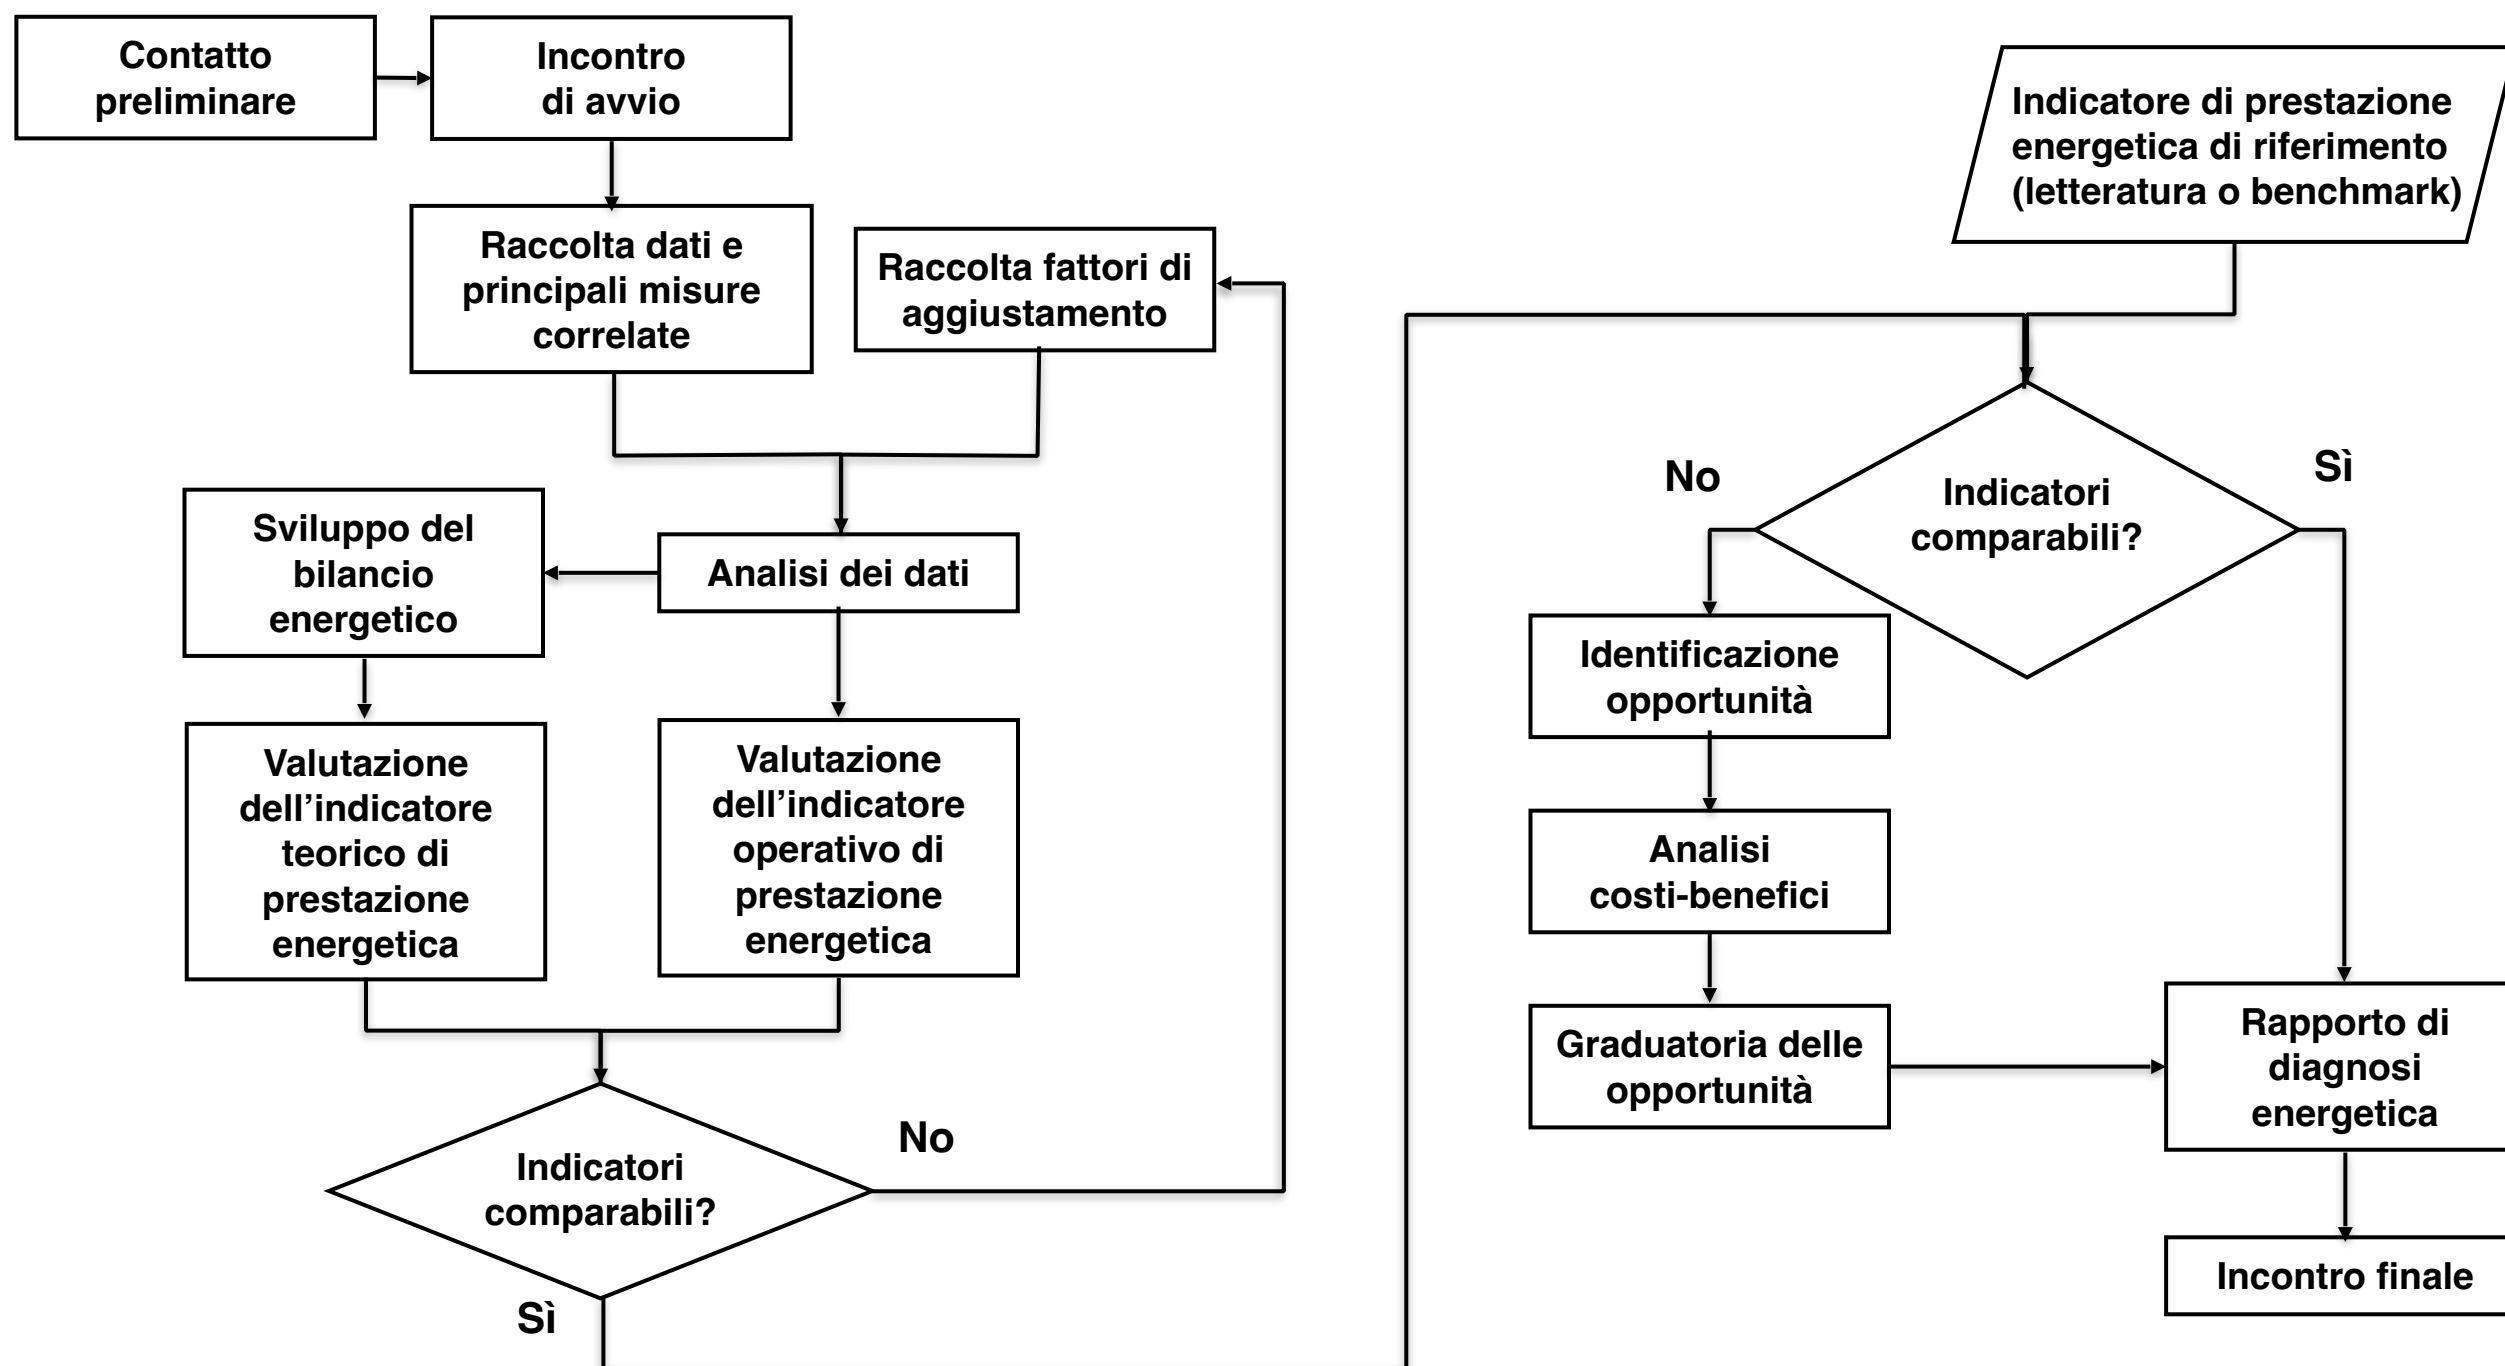 Contatto
preliminare
Incontro
di avvio
Raccolta dati e
principali misure
correlate
Raccolta fattori di
aggiustamento
Sviluppo del
bilancio
energetico
Analisi dei dati
Valutazione
dell’indicatore
teorico di
prestazione
energetica
Valutazione
dell’indicatore
operativo di
prestazione
energetica
Indicatori
comparabili?
No
Sì
Indicatore di prestazione
energetica di riferimento
(letteratura o benchmark)
Indicatori
comparabili?
No
Sì
Identificazione
opportunità
Analisi
costi-benefici
Graduatoria delle
opportunità
Rapporto di
diagnosi
energetica
Incontro finale